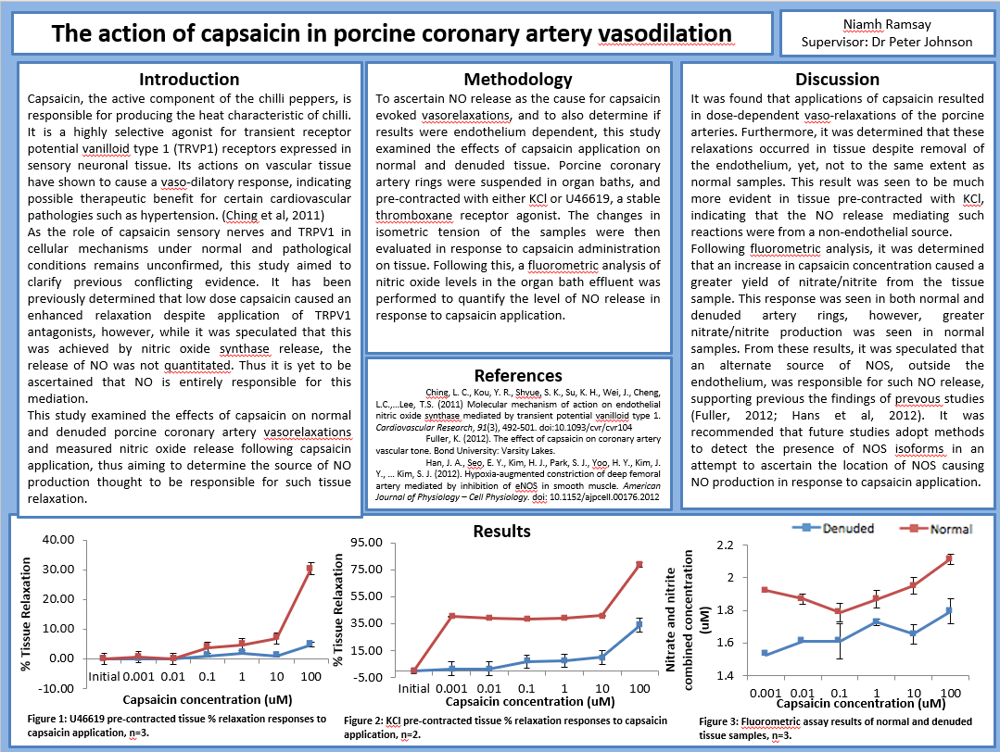 The action of capsaicin in porcine coronary artery vasodilation
Niamh Ramsay
Supervisor: Dr Peter Johnson
Introduction
Capsaicin, the active component of the chilli peppers, is
responsible for producing the heat characteristic of chilli.
It is a highly selective agonist for transient receptor
potential vanilloid type 1 (TRVP1) receptors expressed in
sensory neuronal tissue. Its actions on vascular tissue
have shown to cause a vaso-dilatory response, indicating
possible therapeutic benefit for certain cardiovascular
pathologies such as hypertension. (Ching et al, 2011)
As the role of capsaicin sensory nerves and TRPV1 in
cellular mechanisms under normal and pathological
conditions remains unconfirmed, this study aimed to
clarify previous conflicting evidence. It has been
previously determined that low dose capsaicin caused an
enhanced relaxation despite application of TRPV1
antagonists, however, while it was speculated that this
was achieved by nitric oxide synthase release, the
release of NO was not quantitated. Thus it is yet to be
ascertained that NO is entirely responsible for this
mediation.
This study examined the effects of capsaicin on normal
and denuded porcine coronary artery vasorelaxations
and measured nitric oxide release following capsaicin
application, thus aiming to determine the source of NO
production thought to be responsible for such tissue
relaxation.
Methodology
To ascertain NO release as the cause for capsaicin
evoked vasorelaxations, and to also determine if
results were endothelium dependent, this study
examined the effects of capsaicin application on
normal and denuded tissue. Porcine coronary
artery rings were suspended in organ baths, and
pre-contracted with either KCl or U46619, a stable
thromboxane receptor agonist. The changes in
isometric tension of the samples were then
evaluated in response to capsaicin administration
on tissue. Following this, a fluorometric analysis of
nitric oxide levels in the organ bath effluent was
performed to quantify the level of NO release in
response to capsaicin application.
References
Ching, L. C., Kou, Y. R., Shyue, S. K., Su, K. H., Wei, J., Cheng,
L.C.,...Lee, T.S. (2011) Molecular mechanism of action on endothelial
nitric oxide synthase mediated by transient potential vanilloid type 1.
Cardiovascular Research, 91(3), 492-501. doi:10.1093/cvr/cvr104
Fuller, K. (2012). The effect of capsaicin on coronary artery
vascular tone. Bond University: Varsity Lakes.
Han, J. A., Seo, E. Y., Kim, H. J., Park, S. J., Yoo, H. Y., Kim, J.
Y., ... Kim, S. J. (2012). Hypoxia-augmented constriction of deep femoral
artery mediated by inhibition of eNOS in smooth muscle. American
Journal of Physiology – Cell Physiology. doi: 10.1152/ajpcell.00176.2012
Discussion
It was found that applications of capsaicin resulted
in dose-dependent vaso-relaxations of the porcine
arteries. Furthermore, it was determined that these
relaxations occurred in tissue despite removal of
the endothelium, yet, not to the same extent as
normal samples. This result was seen to be much
more evident in tissue pre-contracted with KCl,
indicating that the NO release mediating such
reactions were from a non-endothelial source.
Following fluorometric analysis, it was determined
that an increase in capsaicin concentration caused a
greater yield of nitrate/nitrite from the tissue
sample. This response was seen in both normal and
denuded artery rings, however, greater
nitrate/nitrite production was seen in normal
samples. From these results, it was speculated that
an alternate source of NOS, outside the
endothelium, was responsible for such NO release,
supporting previous the findings of prevous studies
(Fuller, 2012; Hans et al, 2012). It was
recommended that future studies adopt methods
to detect the presence of NOS isoforms in an
attempt to ascertain the location of NOS causing
NO production in response to capsaicin application.
Results
% Tissue Relaxation
40.00
30.00
20.00
10.00
0.00
-10.00
Initial 0.001 0.01 0.1 1 10 100
Capsaicin concentration (uM)
Figure 1: U46619 pre-contracted tissue % relaxation responses to
capsaicin application, n=3.
% Tissue Relaxation
95.00
75.00
55.00
35.00
15.00
-5.00
Initial 0.001 0.01 0.1 1 10 100
Capsaicin concentration (uM)
Figure 2: KCl pre-contracted tissue % relaxation responses to capsaicin
application, n=2.
Denuded Normal
Nitrate and nitrite
combined concentration
(uM)
2.2
2
1.8
1.6
1.4
0.001 0.01 0.1 1 10 100
Capsaicin concentration (uM)
Figure 3: Fluorometric assay results of normal and denuded
tissue samples, n=3.